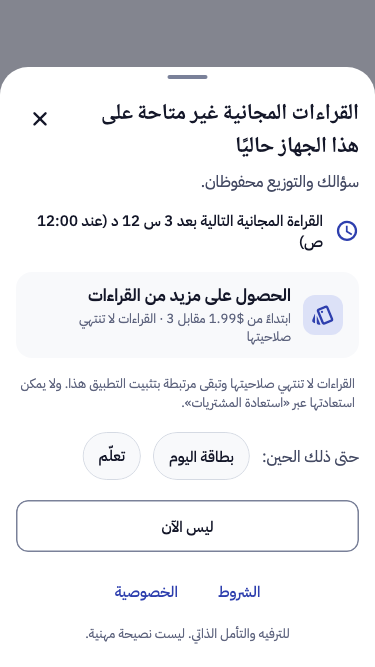 القراءات المجانية غير متاحة على
هذا الجهاز حاليًا
سؤالك والتوزيع محفوظان.
القراءة المجانية التالية بعد 3 س 12 د (عند 12:00
ص)
الحصول على مزيد من القراءات
ابتداءً من 1.99$ مقابل 3 · القراءات لا تنتهي
صلاحيتها
القراءات لا تنتهي صلاحيتها وتبقى مرتبطة بتثبيت التطبيق هذا. ولا يمكن
استعادتها عبر «استعادة المشتريات».
حتى ذلك الحين: بطاقة اليوم تعلّم
ليس الآن
الشروط الخصوصية
للترفيه والتأمل الذاتي. ليست نصيحة مهنية.